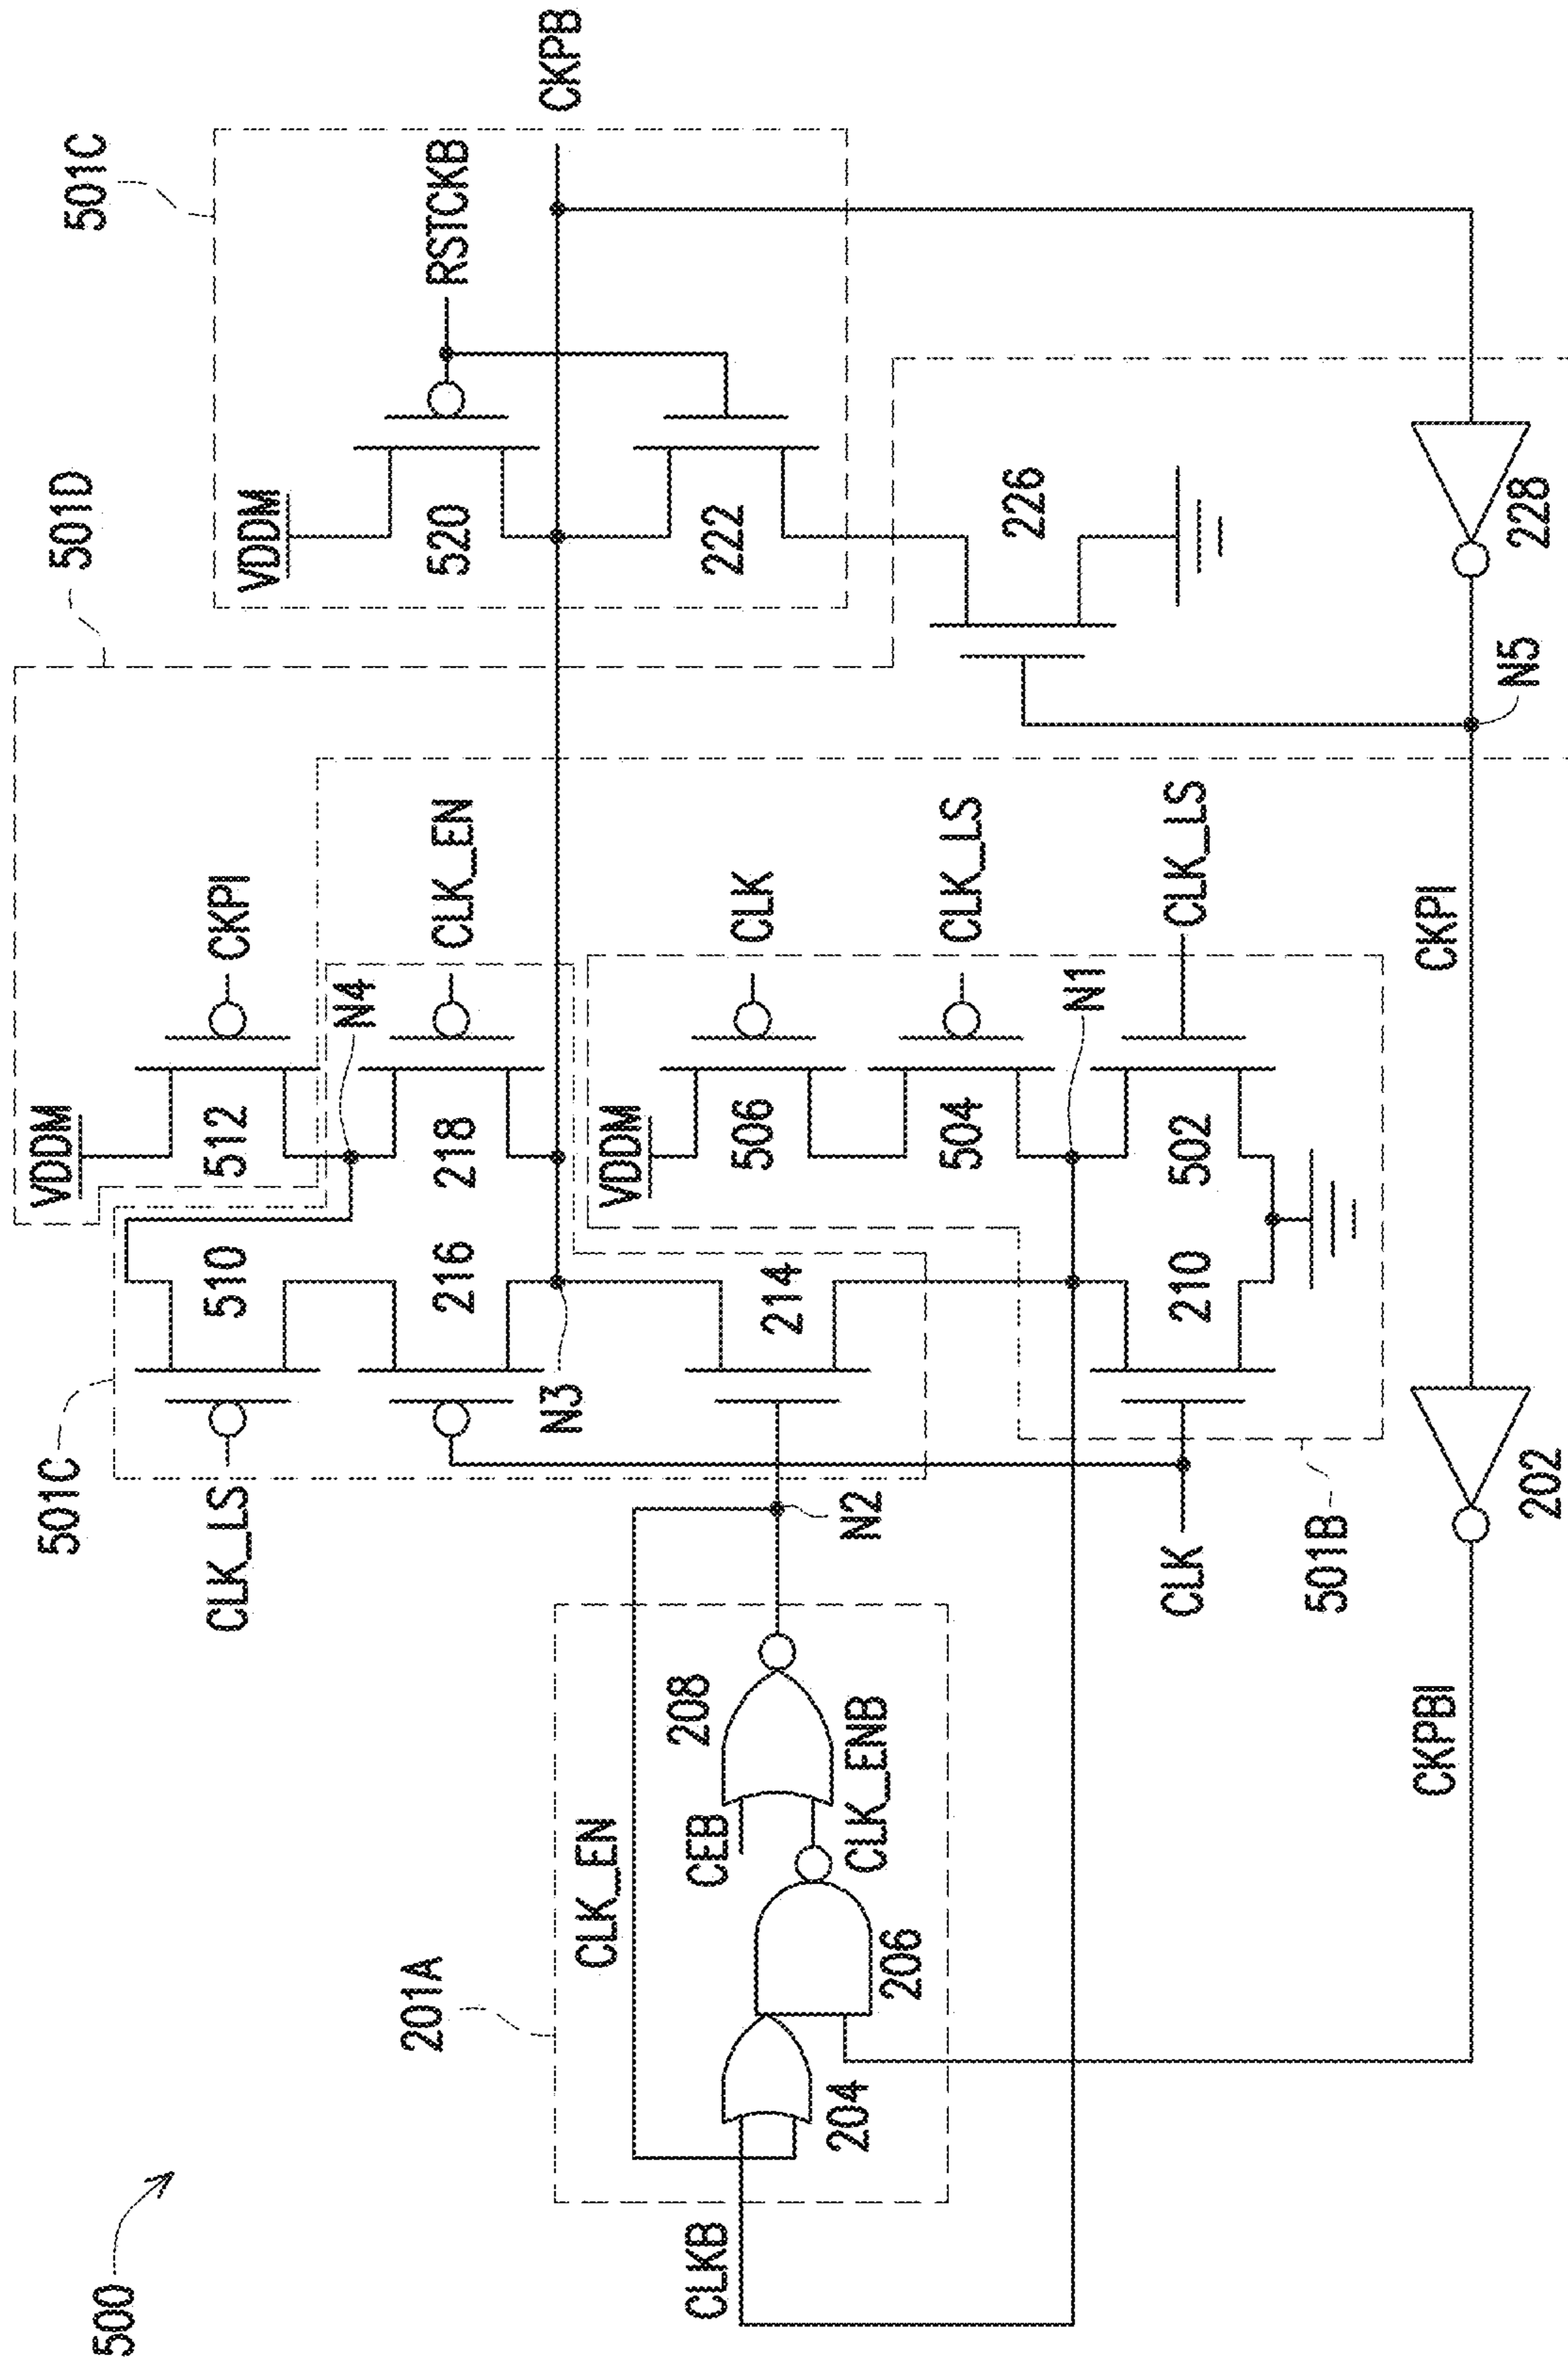 500
CLKB
201A
CLK_EN
204
206
CEB
208
CLK_ENB
N2
CKPBI
202
CLK
501B
CLK_LS
501C
N3
510
216
214
210
VDDM
512
218
N4
VDDM
506
504
502
N1
CKPI
CLK_EN
CLK
CLK_LS
CLK_LS
CKPI
N5
501D
VDDM
520
222
226
228
501C
RSTCKB
CKPB